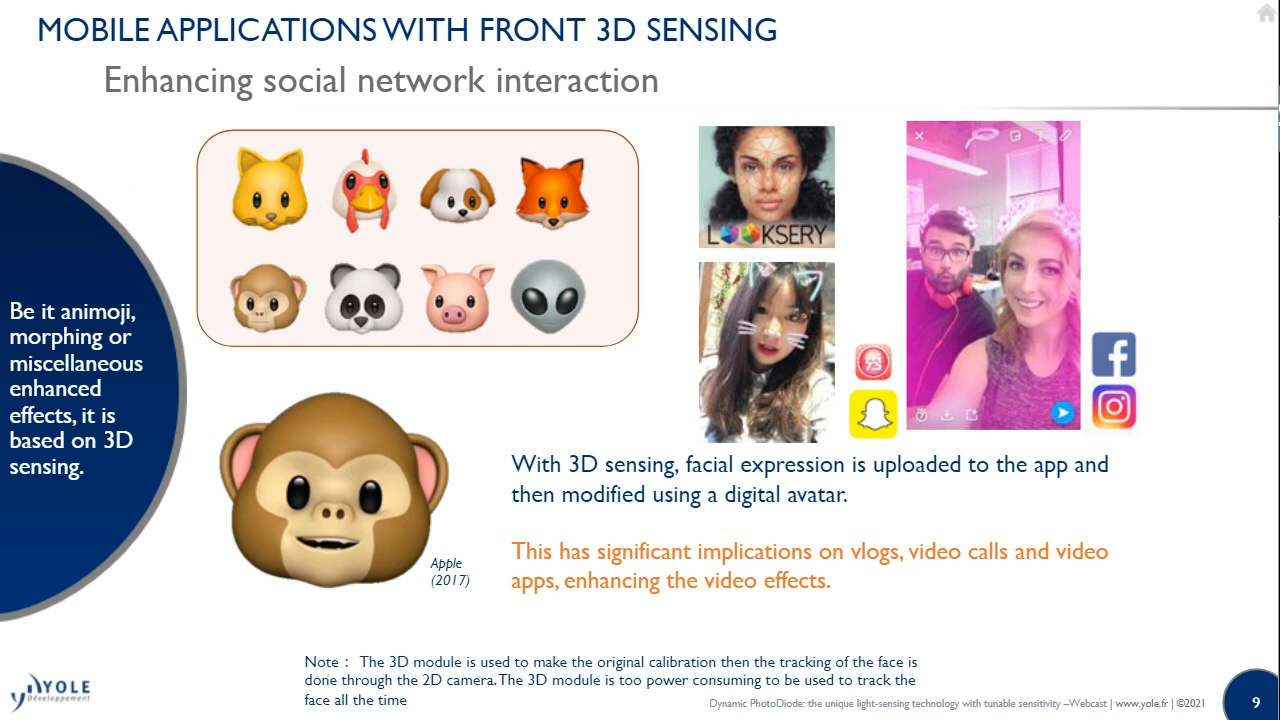 MOBILE APPLICATIONS WITH FRONT 3D SENSING
Enhancing social network interaction
Be it animoji,
morphing or
miscellaneous
enhanced
effects, it is
based on 3D
sensing.
LOOKSERY
秀
Apple
(2017)
With 3D sensing, facial expression is uploaded to the app and
then modified using a digital avatar.
This has significant implications on vlogs, video calls and video
apps, enhancing the video effects.
Note : The 3D module is used to make the original calibration then the tracking of the face is
done through the 2D camera. The 3D module is too power consuming to be used to track the
face all the time
YOLE
Développement
Dynamic PhotoDiode: the unique light-sensing technology with tunable sensitivity –Webcast | www.yole.fr | ©2021
9